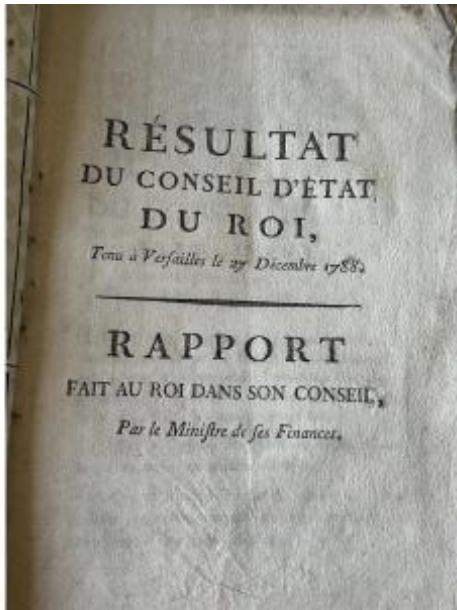 RÉSULTAT
DU CONSEIL D'ÉTAT
DU ROI,
Tenu à Versailles le 27 Décembre 1788.
RAPPORT
FAIT AU ROI DANS SON CONSEIL,
Par le Miniſtre de ſes Finances.